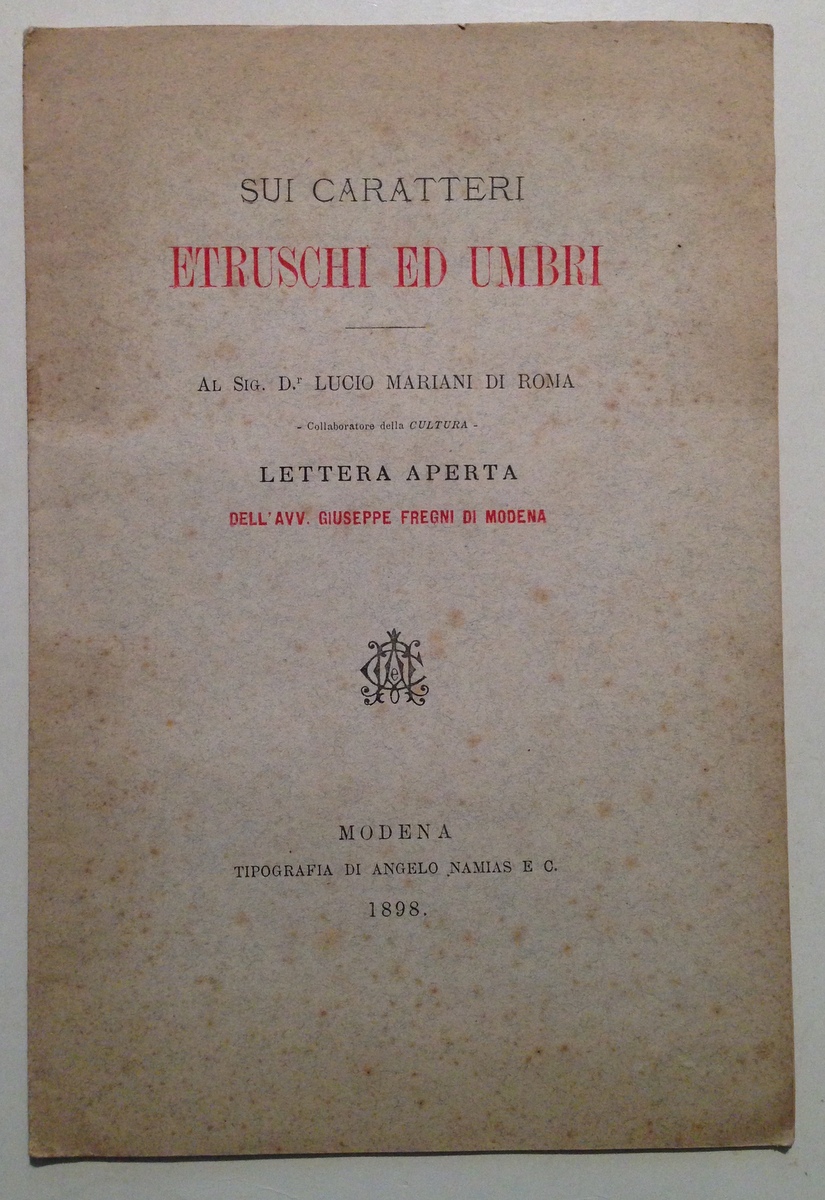 SUI CARATTERI
ETRUSCHI ED UMBRI
AL SIG. D.r LUCIO MARIANI DI ROMA
- Collaboratore della CULTURA -
LETTERA APERTA
DELL'AVV. GIUSEPPE FREGNI DI MODENA
MODENA
TIPOGRAFIA DI ANGELO NAMIAS E C.
1898.